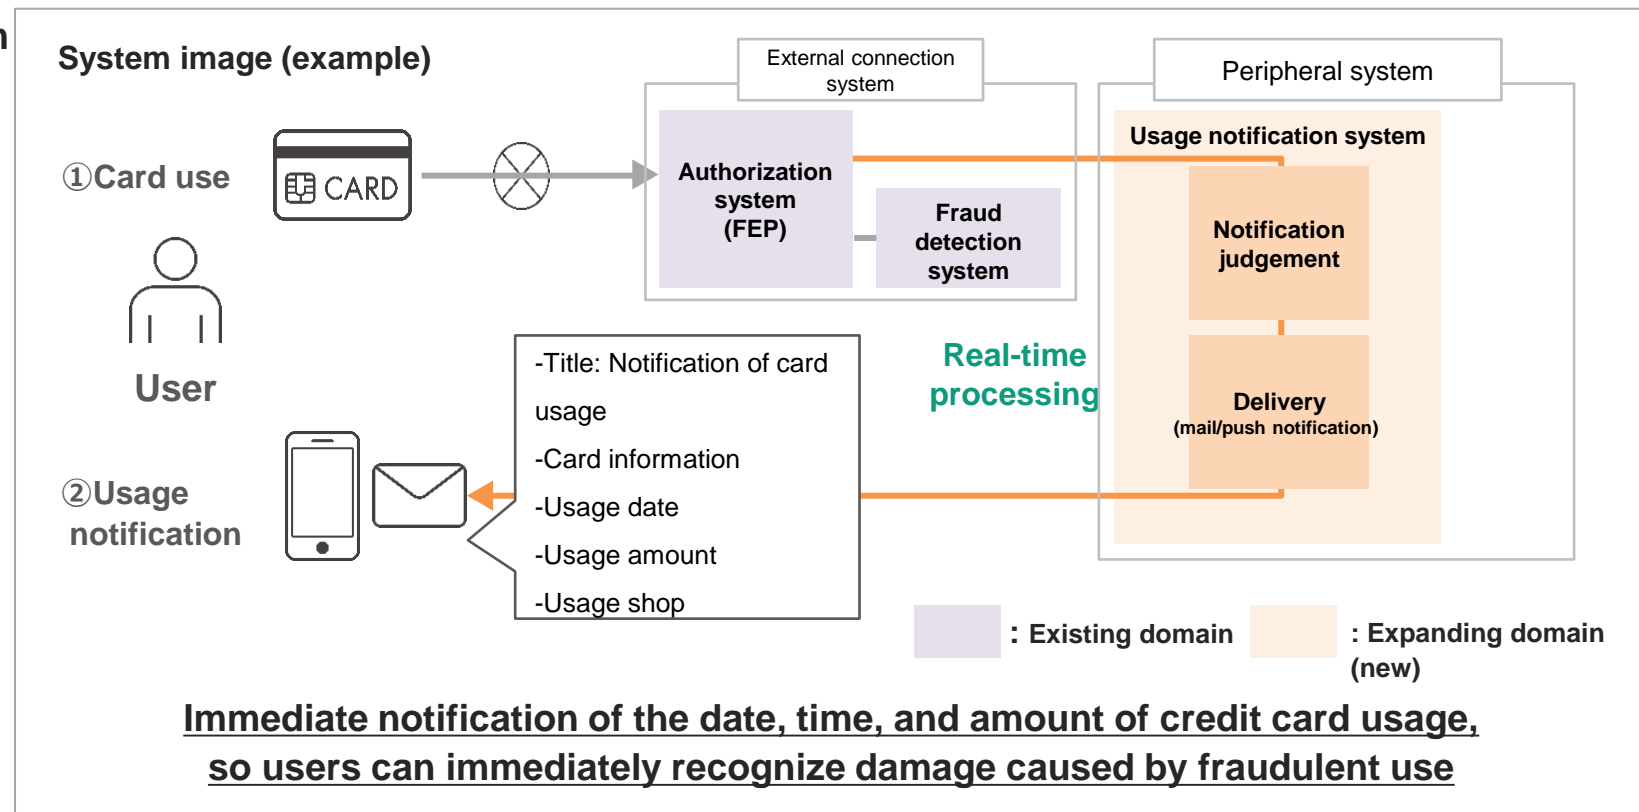 n
System image (example)
External connection
system
Peripheral system
①Card use
CARD
Authorization
system
(FEP)
Fraud
detection
system
Usage notification system
Notification
judgement
User
-Title: Notification of card
usage
-Card information
-Usage date
-Usage amount
-Usage shop
Real-time
processing
Delivery
(mail/push notification)
②Usage
notification
: Existing domain
: Expanding domain
(new)
Immediate notification of the date, time, and amount of credit card usage,
so users can immediately recognize damage caused by fraudulent use